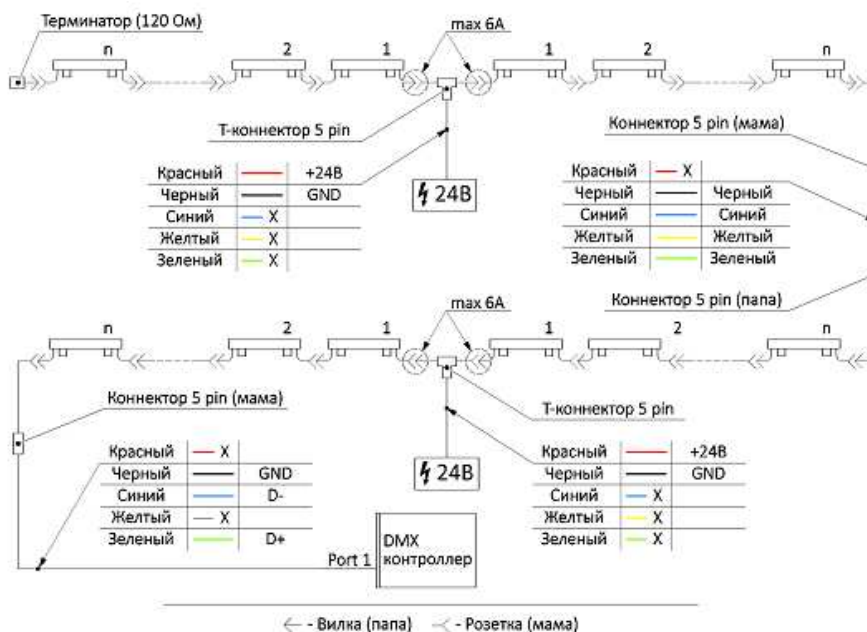 Терминатор (120 Ом)
max 6A
n 2 1 1 2 n
Т-коннектор 5 pin
Коннектор 5 pin (мама)
Красный +24В
Черный GND
Синий X
Желтый X
Зеленый X
24В
Красный X
Черный Черный
Синий Синий
Желтый Желтый
Зеленый Зеленый
Коннектор 5 pin (папа)
max 6A
n 2 1 1 2 n
Коннектор 5 pin (мама)
Т-коннектор 5 pin
Красный X
Черный GND
Синий D-
Желтый X
Зеленый D+
24В
Красный +24В
Черный GND
Синий X
Желтый X
Зеленый X
Port 1
DMX
контроллер
- Вилка (папа) - Розетка (мама)